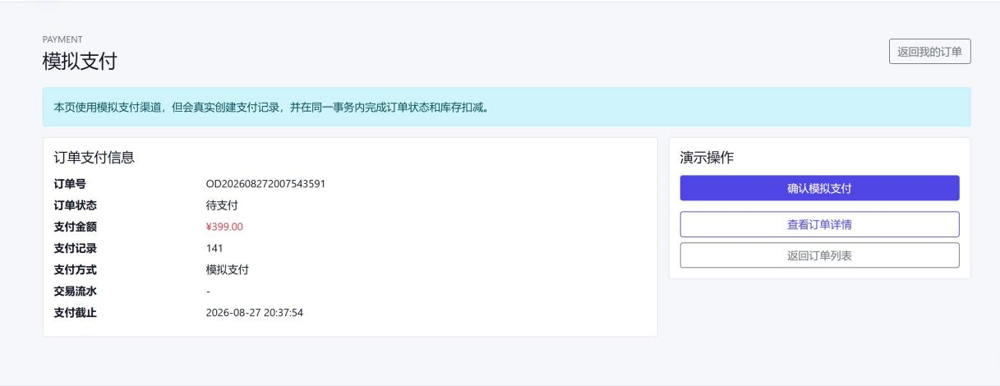 PAYMENT
模拟支付
返回我的订单
本页使用模拟支付渠道，但会真实创建支付记录，并在同一事务内完成订单状态和库存扣减。
订单支付信息
订单号 OD202608272007543591
订单状态 待支付
支付金额 ¥399.00
支付记录 141
支付方式 模拟支付
交易流水 -
支付截止 2026-08-27 20:37:54
演示操作
确认模拟支付
查看订单详情
返回订单列表